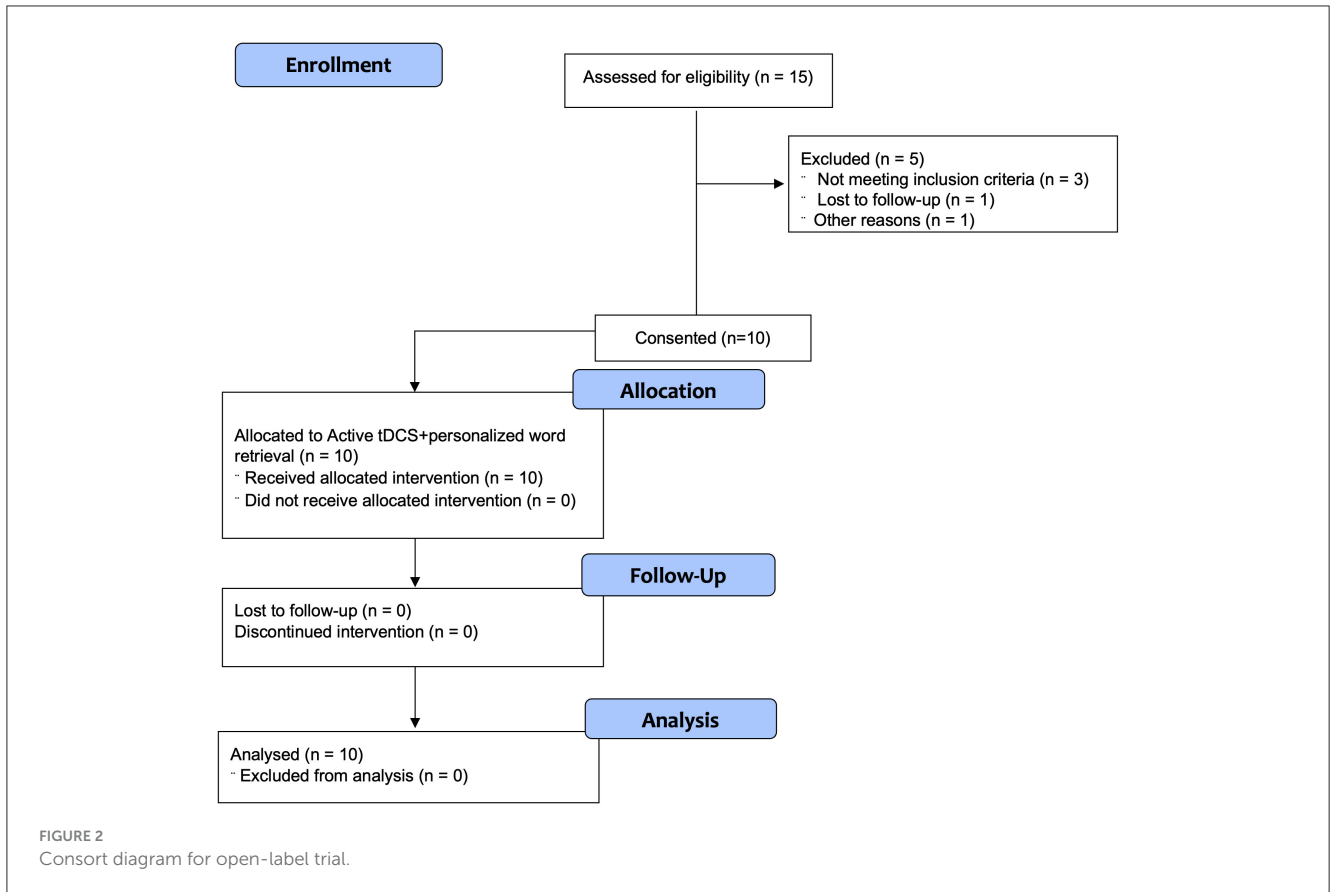 Enrollment
Assessed for eligibility (n = 15)
Excluded (n = 5)
¨ Not meeting inclusion criteria (n = 3)
¨ Lost to follow-up (n = 1)
¨ Other reasons (n = 1)
Consented (n=10)
Allocation
Allocated to Active tDCS+personalized word
retrieval (n = 10)
¨ Received allocated intervention (n = 10)
¨ Did not receive allocated intervention (n = 0)
Follow-Up
Lost to follow-up (n = 0)
Discontinued intervention (n = 0)
Analysis
Analysed (n = 10)
¨ Excluded from analysis (n = 0)
FIGURE 2
Consort diagram for open-label trial.